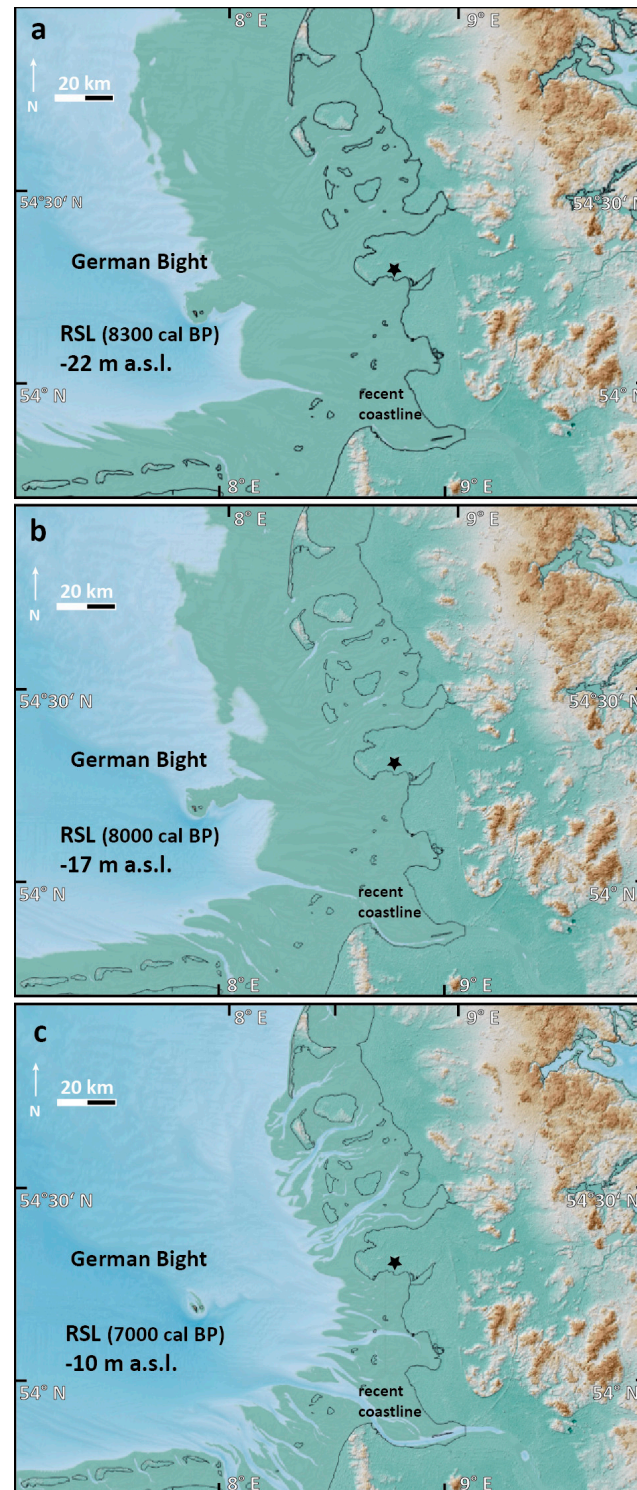 a
8° E
9° E
20 km
N
54°30′ N
54°30′ N
German Bight
RSL (8300 cal BP)
-22 m a.s.l.
54° N
54° N
recent
coastline
8° E
9° E
b
8° E
9° E
20 km
N
54°30′ N
54°30′ N
German Bight
RSL (8000 cal BP)
-17 m a.s.l.
54° N
54° N
recent
coastline
8° E
9° E
c
8° E
9° E
20 km
N
54°30′ N
54°30′ N
German Bight
RSL (7000 cal BP)
-10 m a.s.l.
54° N
54° N
recent
coastline